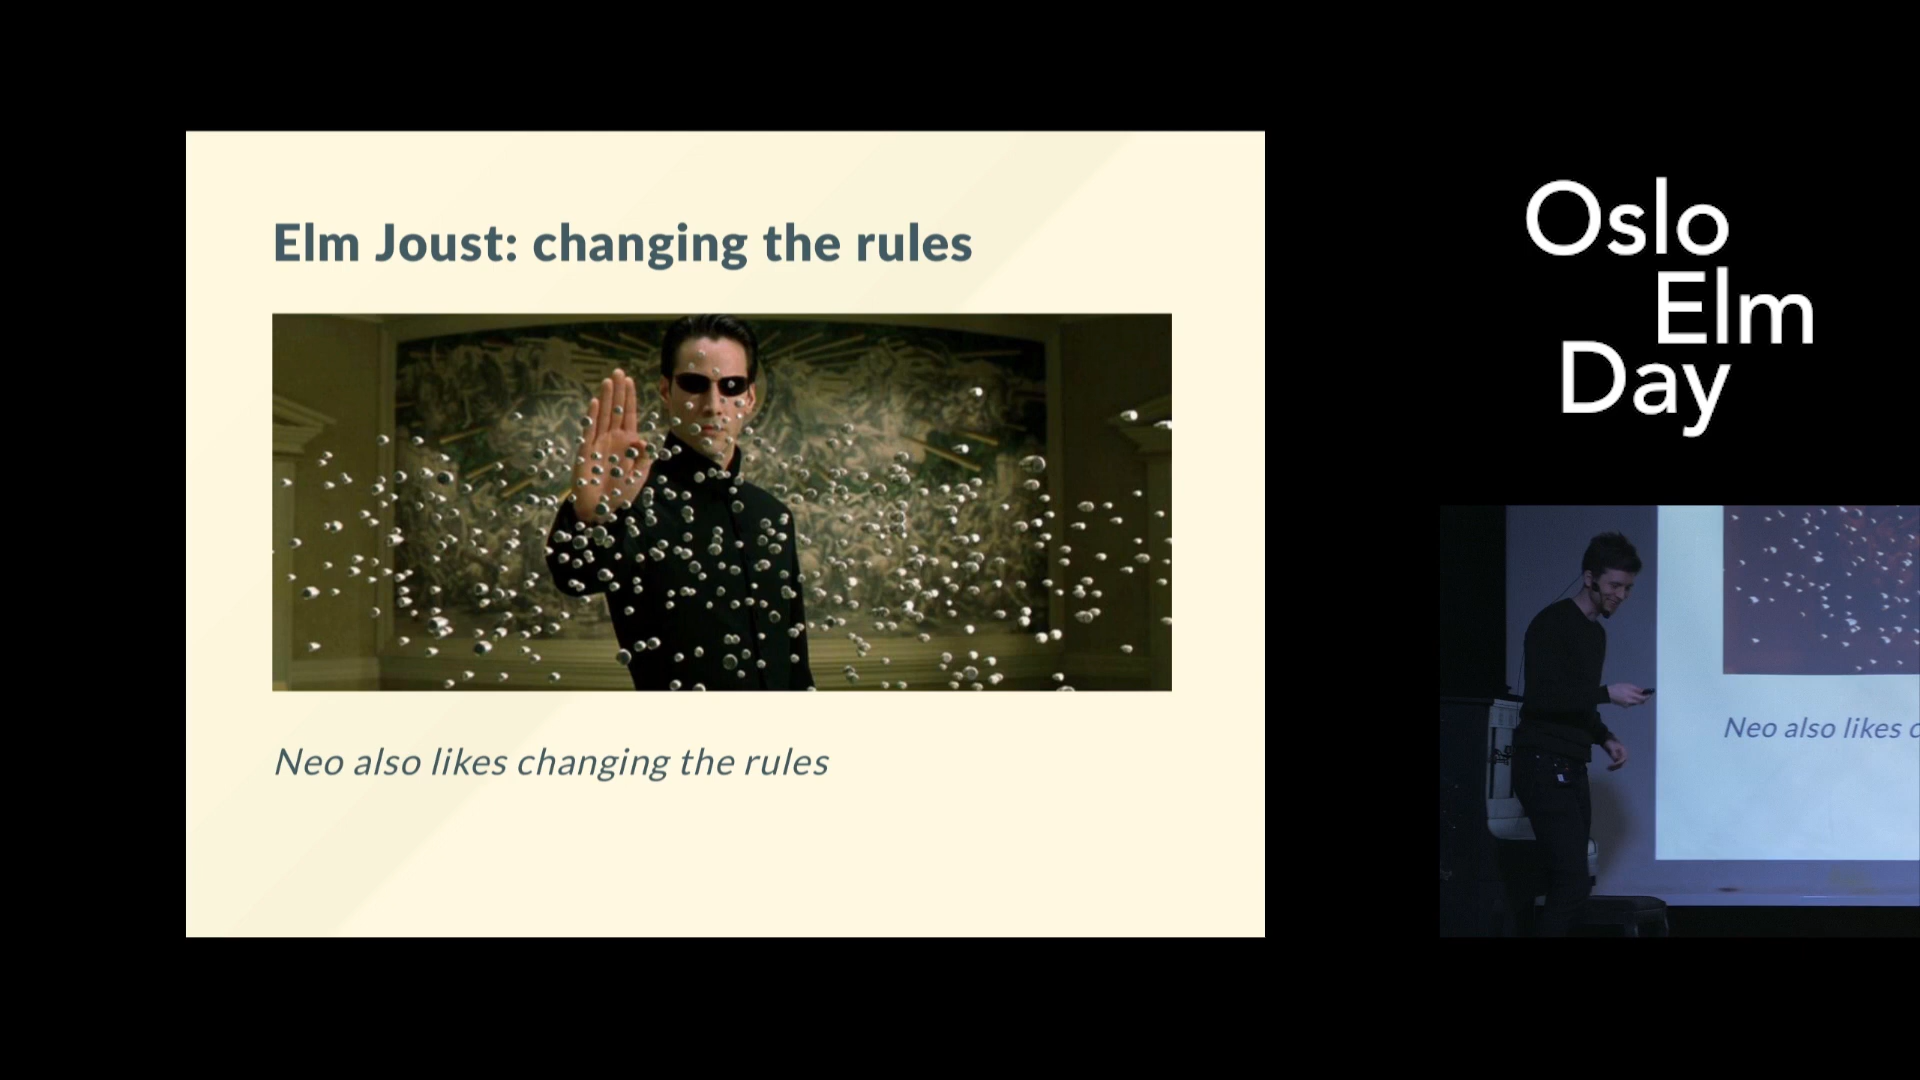 Elm Joust: changing the rules
Neo also likes changing the rules
Oslo
Elm
Day
Neo also likes c